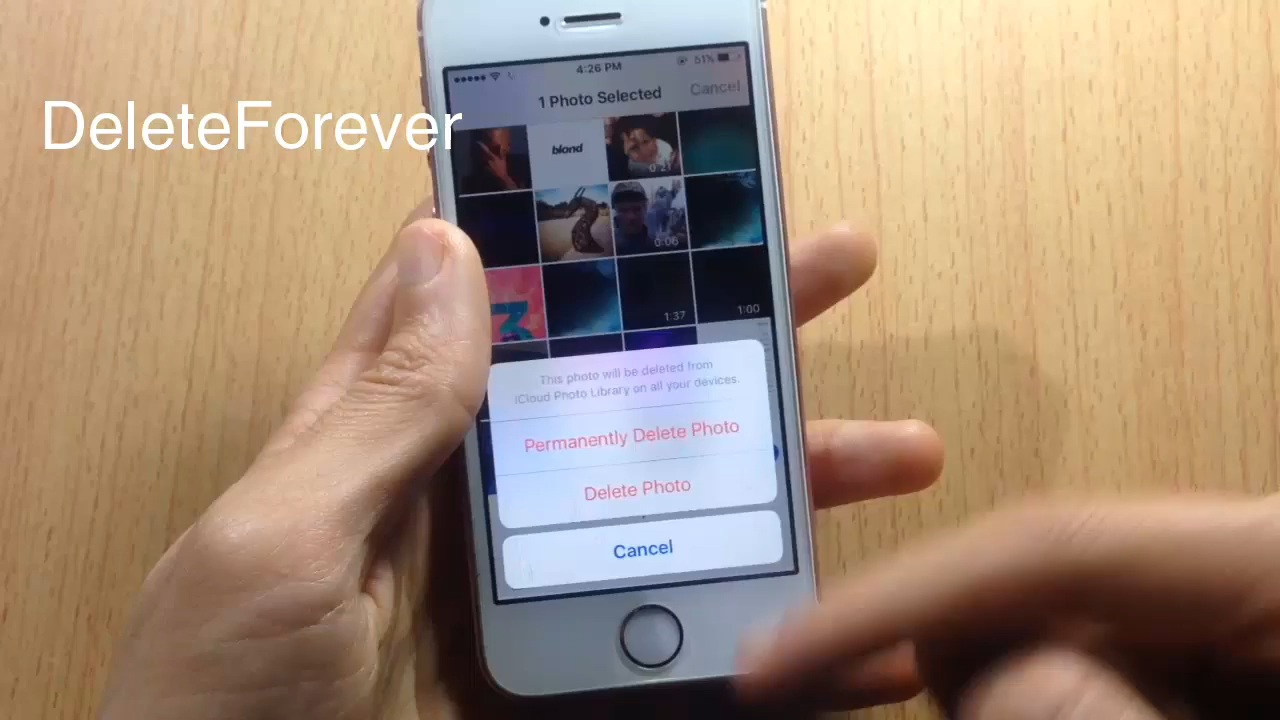 4:26 PM
51%
1 Photo Selected
Cancel
DeleteForever
blond
0:21
0:06
3
1:37
1:00
This photo will be deleted from
iCloud Photo Library on all your devices.
Permanently Delete Photo
Delete Photo
Cancel